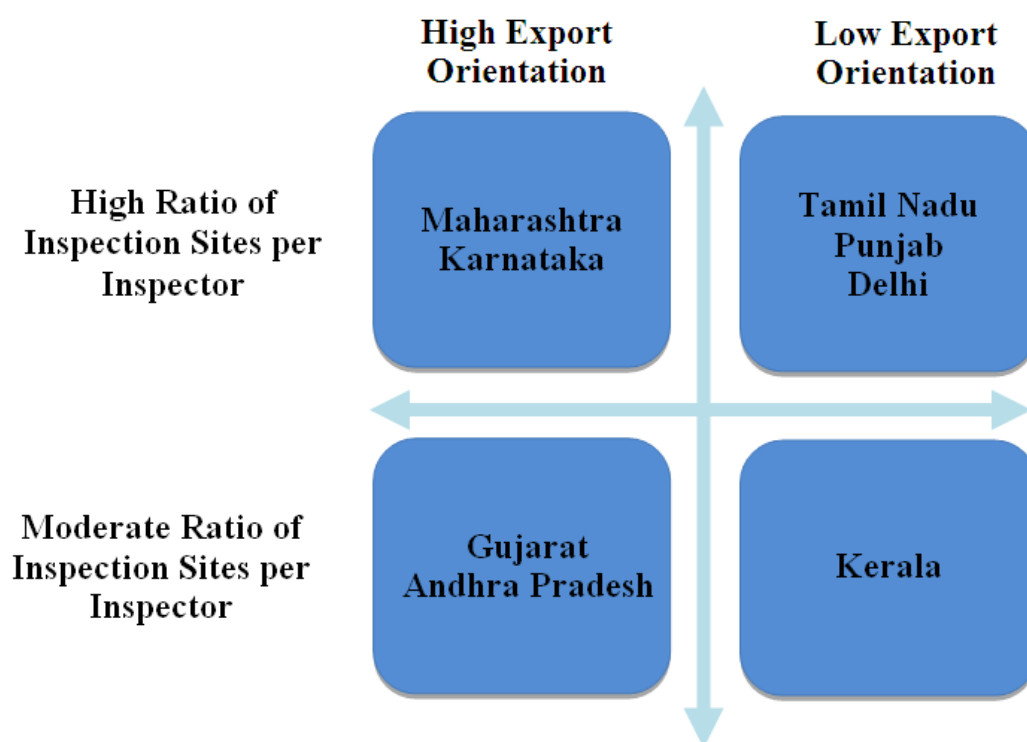 High Export
Orientation
Low Export
Orientation
High Ratio of
Inspection Sites per
Inspector
Maharashtra
Karnataka
Tamil Nadu
Punjab
Delhi
Moderate Ratio of
Inspection Sites per
Inspector
Gujarat
Andhra Pradesh
Kerala